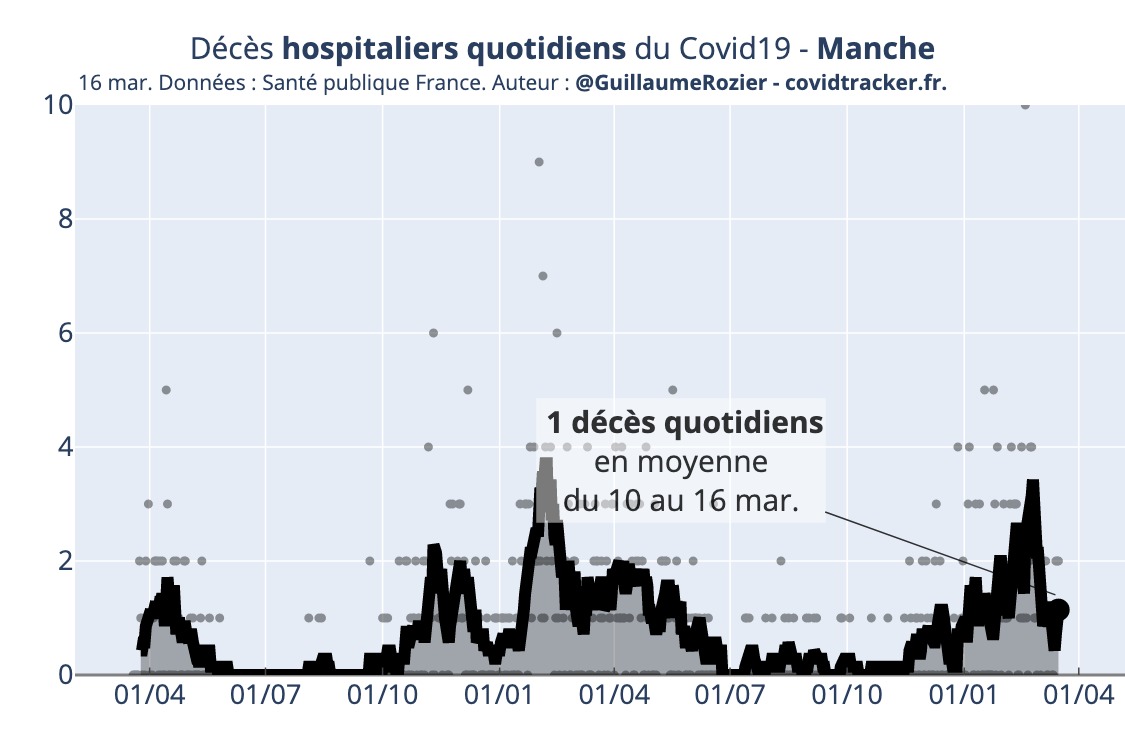 Décès hospitaliers quotidiens du Covid19 - Manche
16 mar. Données : Santé publique France. Auteur : @GuillaumeRozier - covidtracker.fr.
10
8
6
4
2
0
1 décès quotidiens
en moyenne
du 10 au 16 mar.
01/04 01/07 01/10 01/01 01/04 01/07 01/10 01/01 01/04